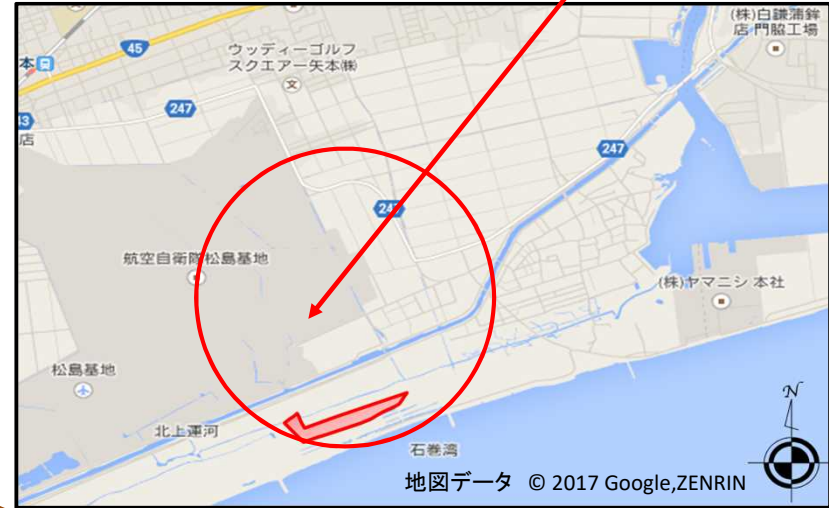 (株)白謙蒲鉾
店 門脇工場
45
ウッディーゴルフ
スクエアー矢本㈱
本
文
247
43
店
247
247
航空自衛隊松島基地
(株)ヤマニシ 本社
松島基地
北上運河
石巻湾
N
地図データ © 2017 Google,ZENRIN